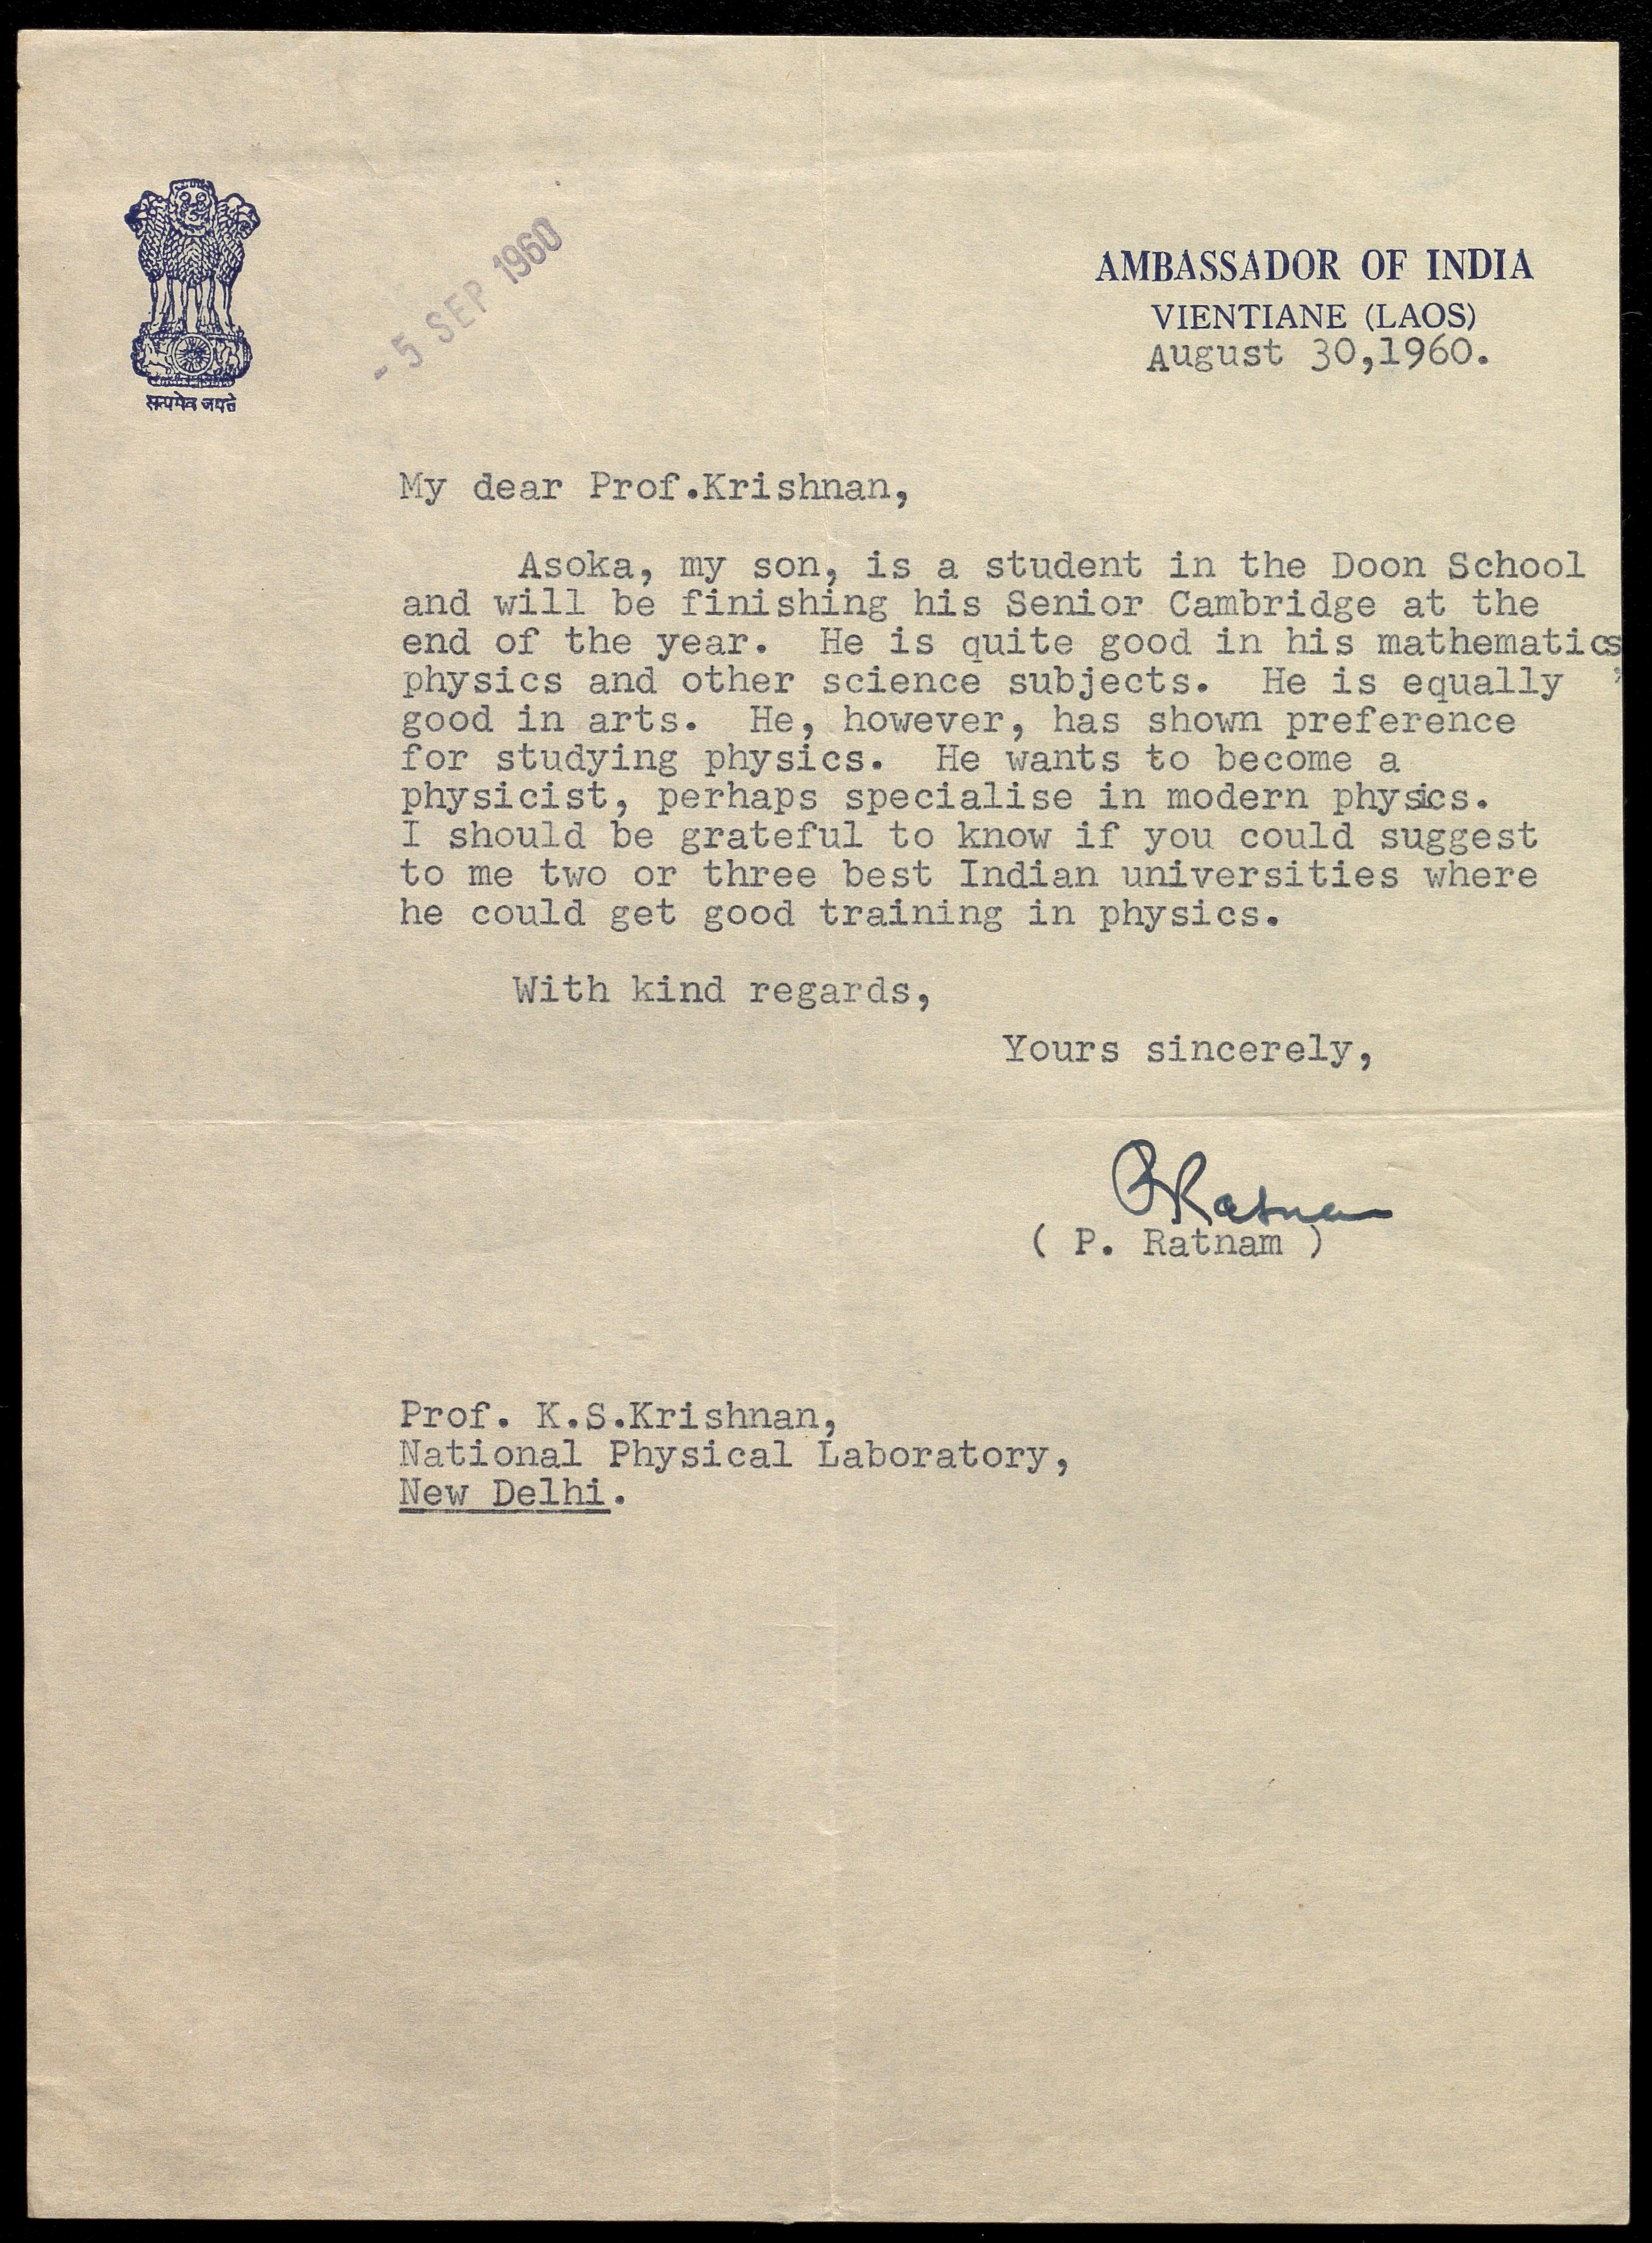 सत्यमेव जयते
- 5 SEP 1960
AMBASSADOR OF INDIA
VIENTIANE (LAOS)
August 30,1960.
My dear Prof.Krishnan,
Asoka, my son, is a student in the Doon School
and will be finishing his Senior Cambridge at the
end of the year. He is quite good in his mathematics,
physics and other science subjects. He is equally
good in arts. He, however, has shown preference
for studying physics. He wants to become a
physicist, perhaps specialise in modern physics.
I should be grateful to know if you could suggest
to me two or three best Indian universities where
he could get good training in physics.
With kind regards,
Yours sincerely,
P Ratnam
( P. Ratnam )
Prof. K.S.Krishnan,
National Physical Laboratory,
New Delhi.